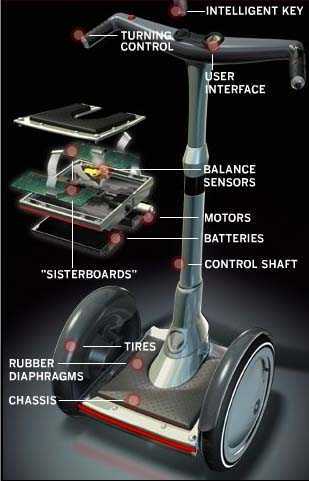 INTELLIGENT KEY
TURNING
CONTROL
USER
INTERFACE
BALANCE
SENSORS
MOTORS
BATTERIES
"SISTERBOARDS"
CONTROL SHAFT
TIRES
RUBBER
DIAPHRAGMS
CHASSIS